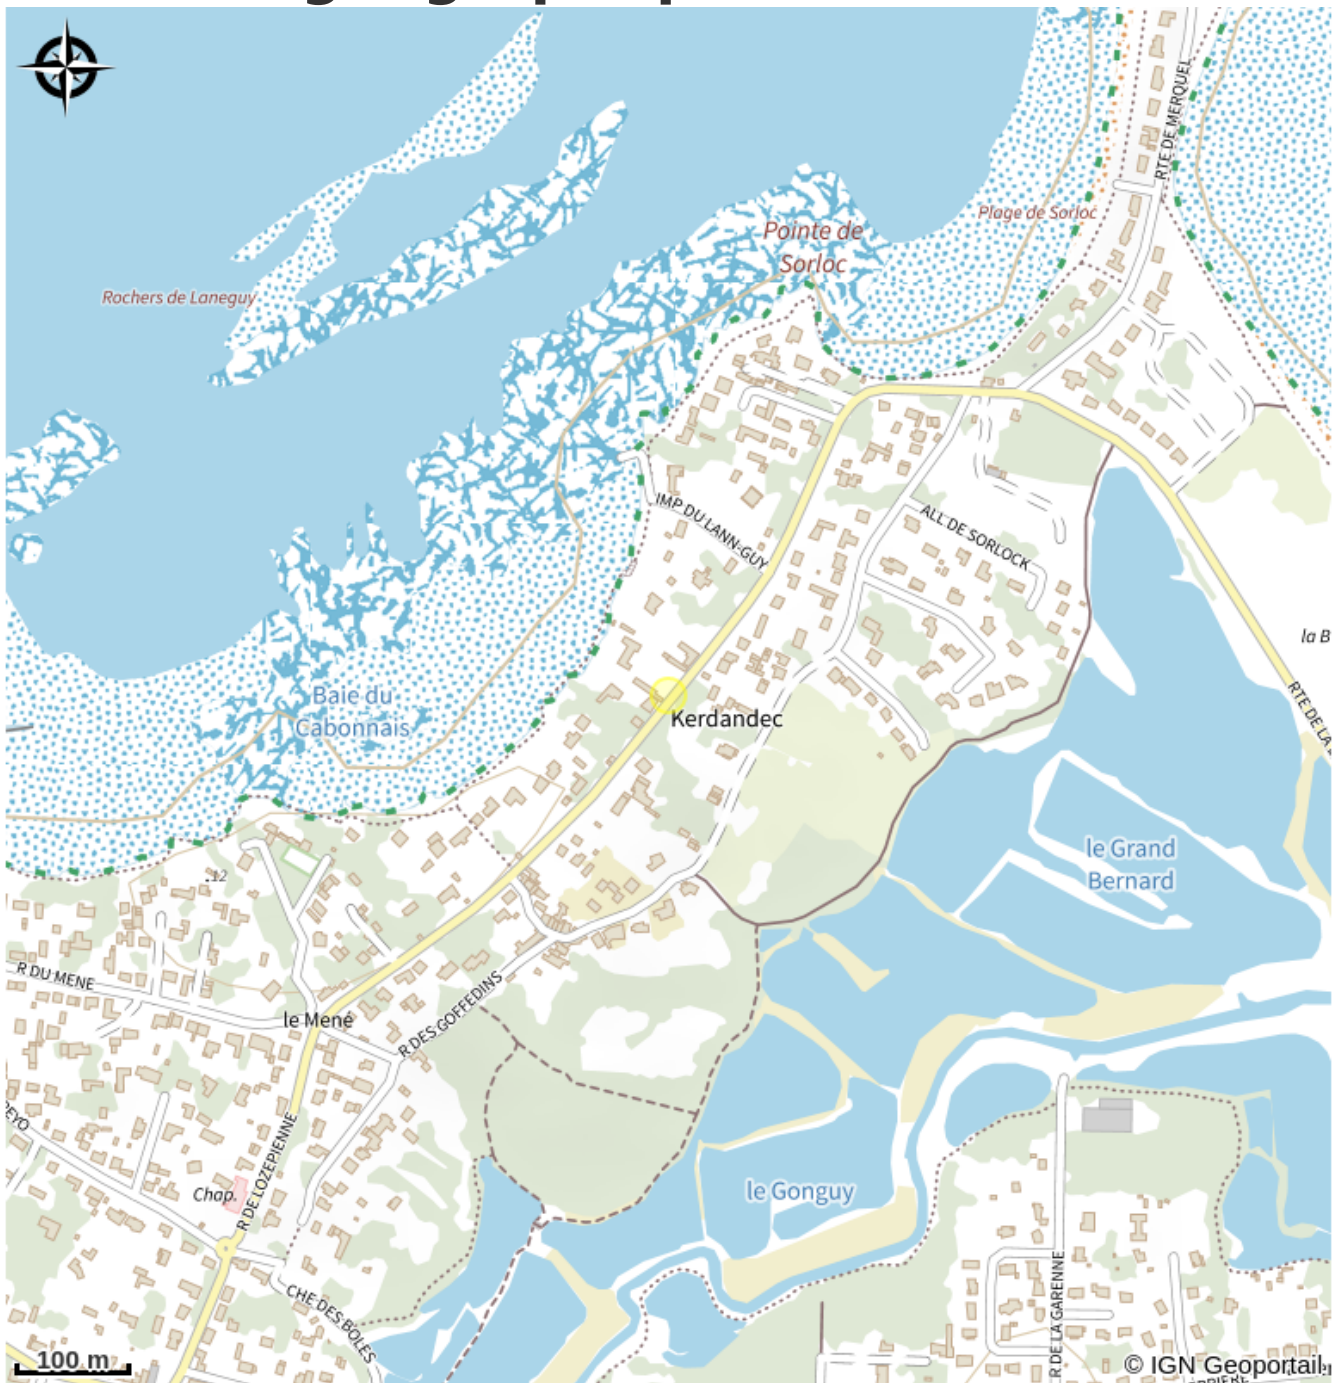 RTE DE MERQUEL
Plage de Sorloc
Pointe de
Sorloc
Rochers de Laneguy
IMP DU LANN-GUY
ALL DE SORLOCK
la B
RTE DE LA
Baie du
Cabonnais
Kerdandec
le Grand
Bernard
.12
R DU MENE
le Mené
R DES GOFFEDINS
R DE LOZEPIENNE
Chap.
le Gonguy
CHE DES BOLES
R DE LA GARENNE
100 m
© IGN Geoportail